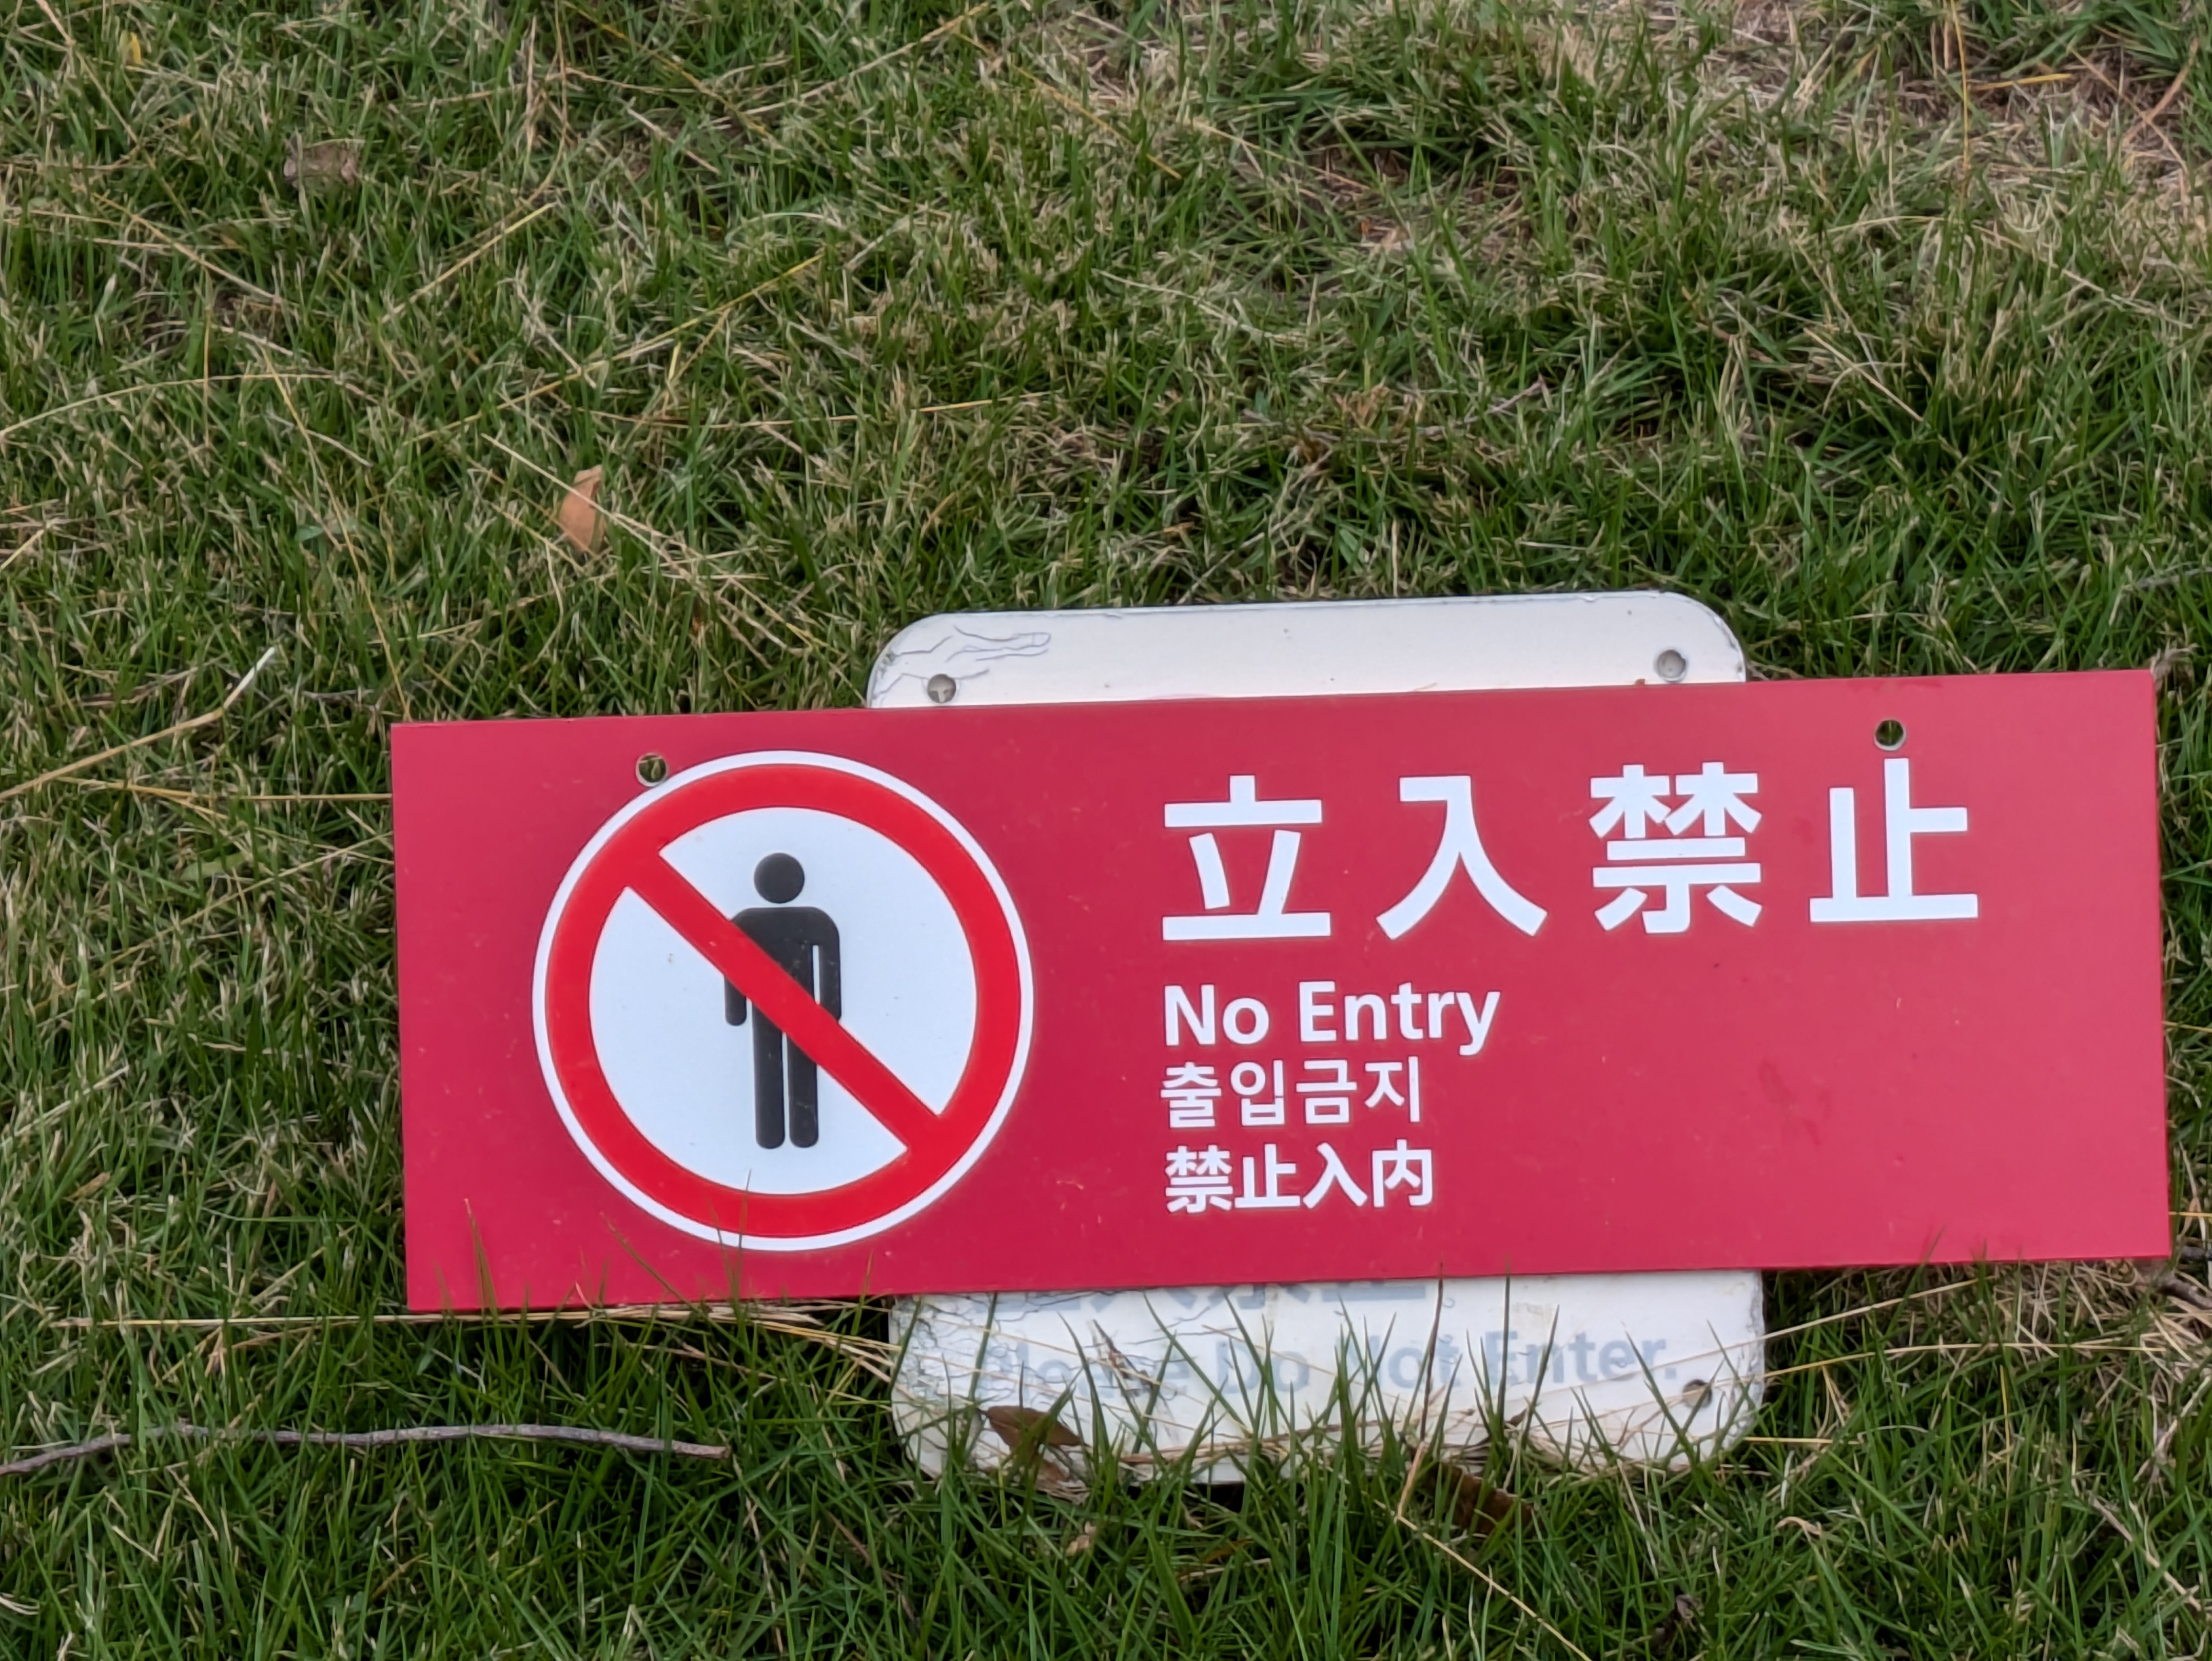 立入禁止
No Entry
출입금지
禁止入内
Please Do Not Enter.